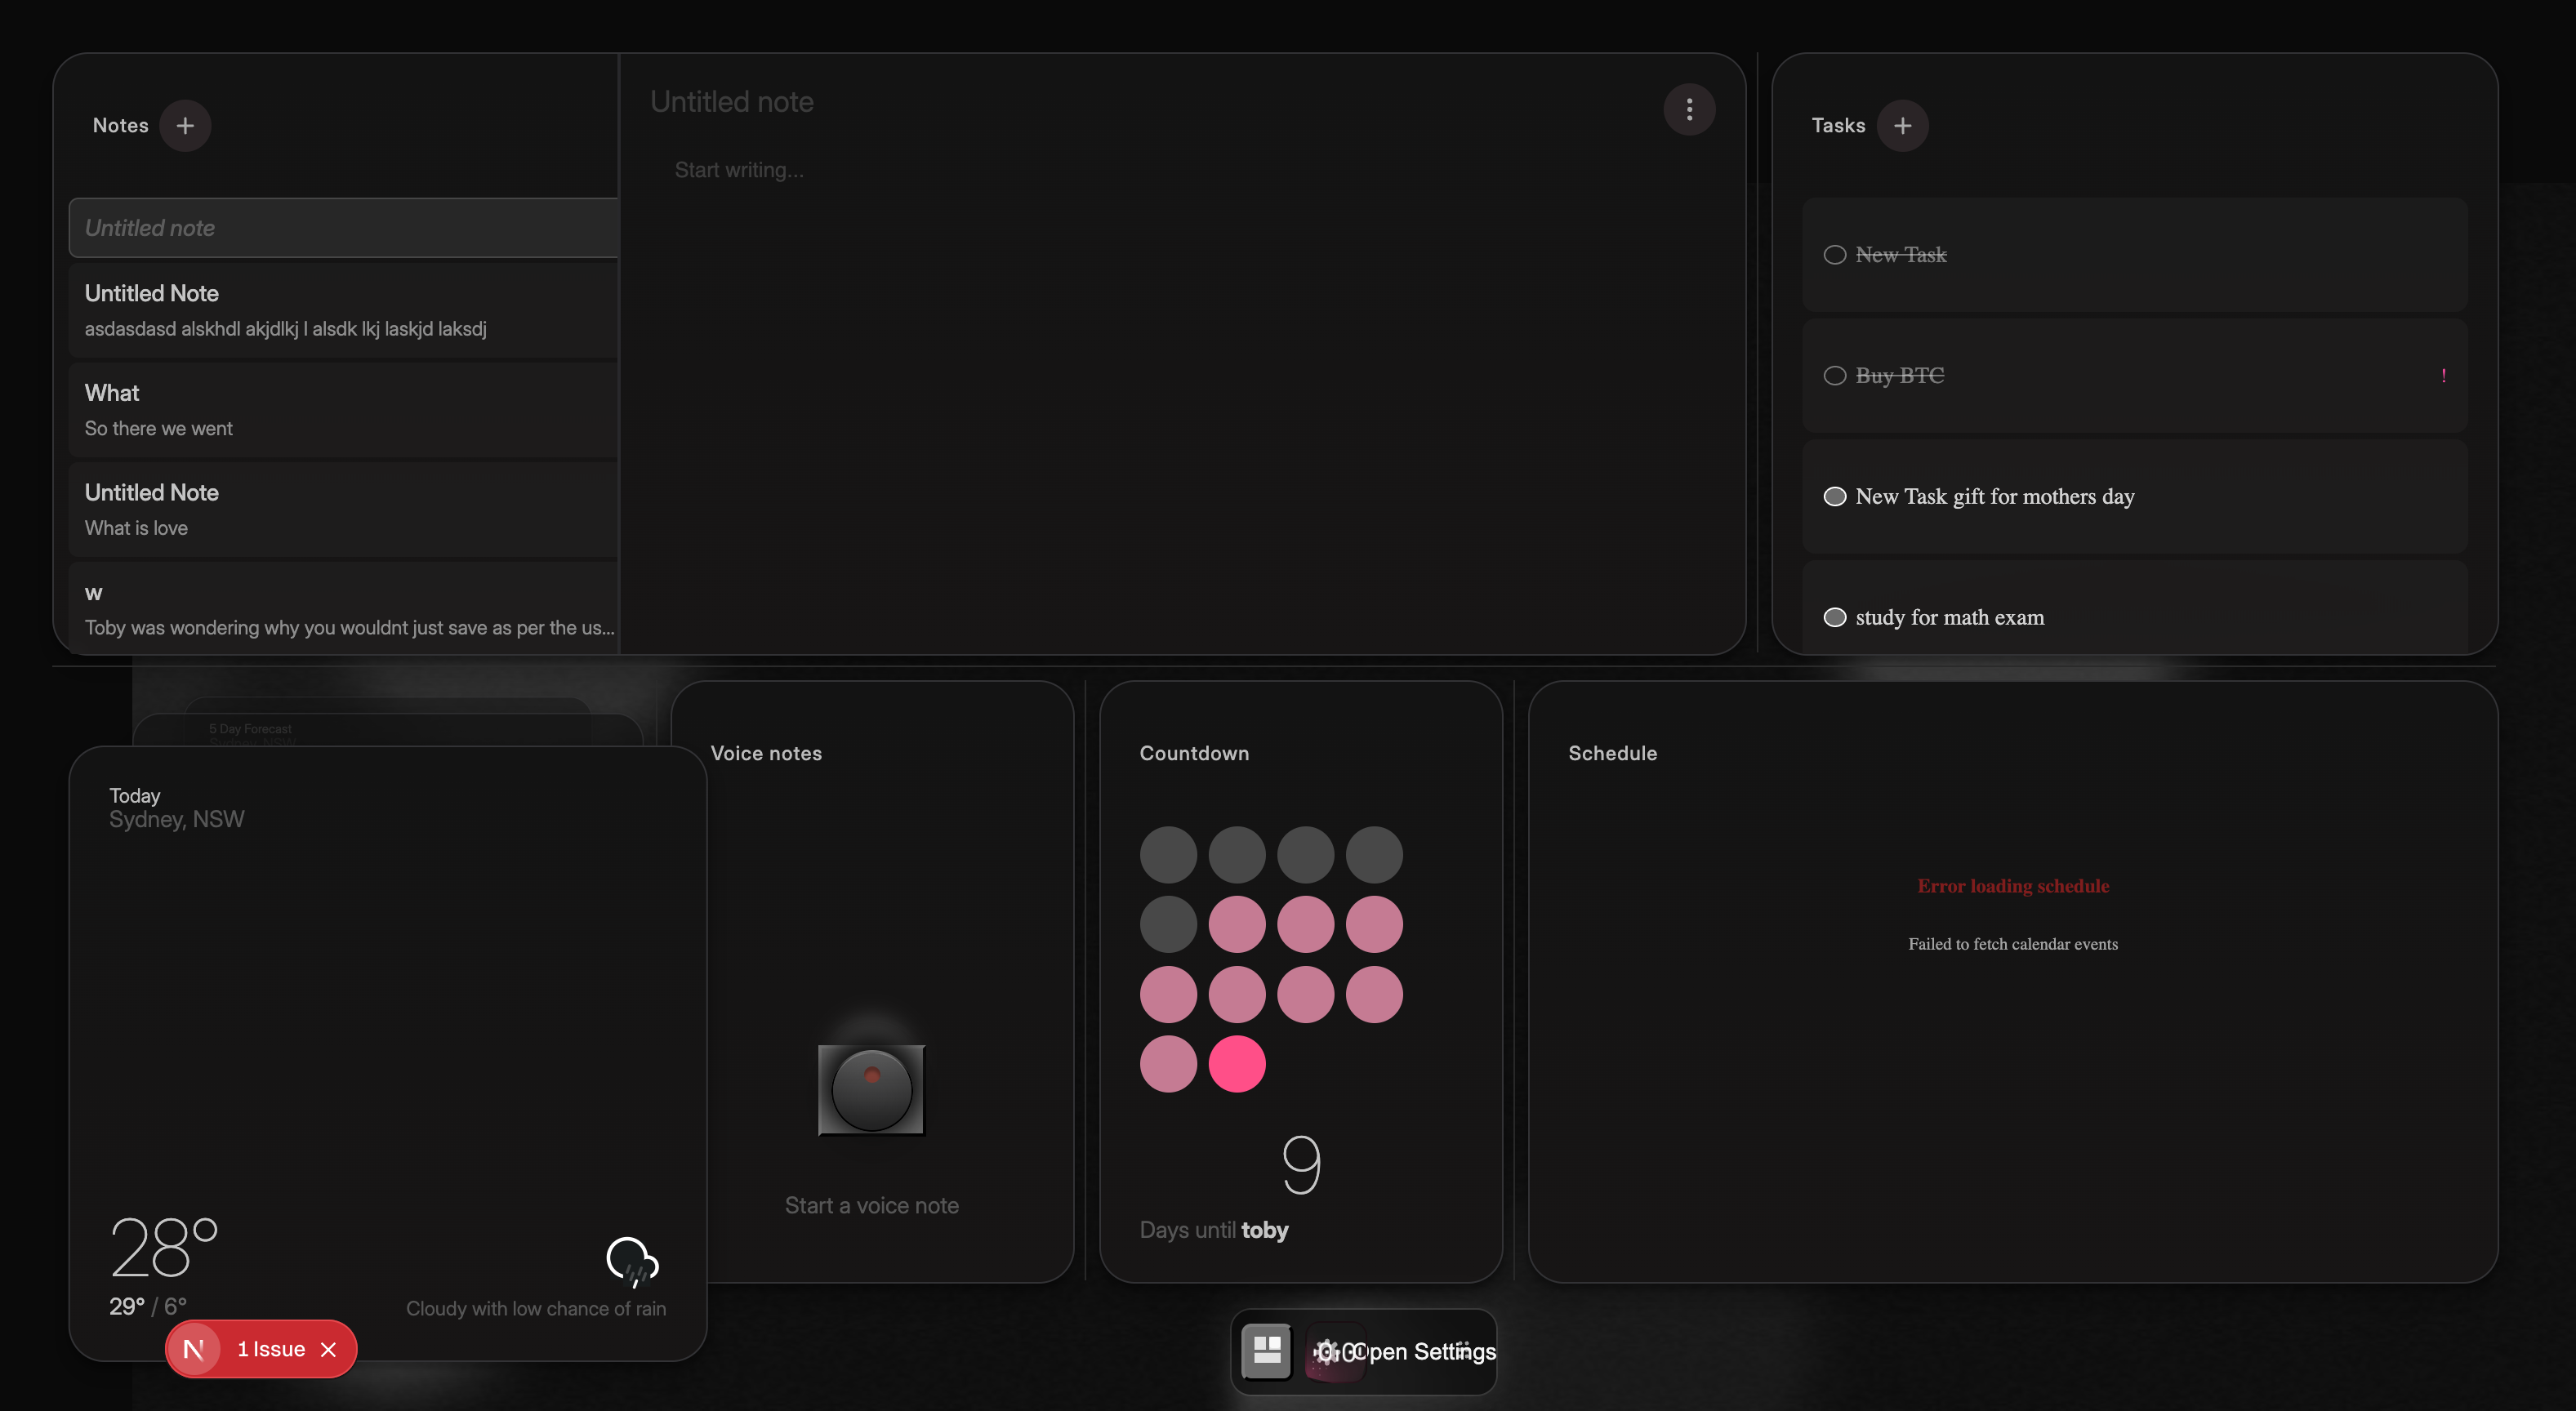 Notes
Untitled note
Start writing...
Untitled note
Untitled Note
asdasdasd alskhdl akjdlkj l alsdk lkj laskjd laksdj
What
So there we went
Untitled Note
What is love
w
Toby was wondering why you wouldnt just save as per the us...
Tasks
New Task
Buy BTC
!
New Task gift for mothers day
study for math exam
5 Day Forecast
Sydney, NSW
Today
Sydney, NSW
28°
29° / 6°
Cloudy with low chance of rain
N 1 Issue
Voice notes
Start a voice note
Countdown
9
Days until toby
Schedule
Error loading schedule
Failed to fetch calendar events
Open Settings